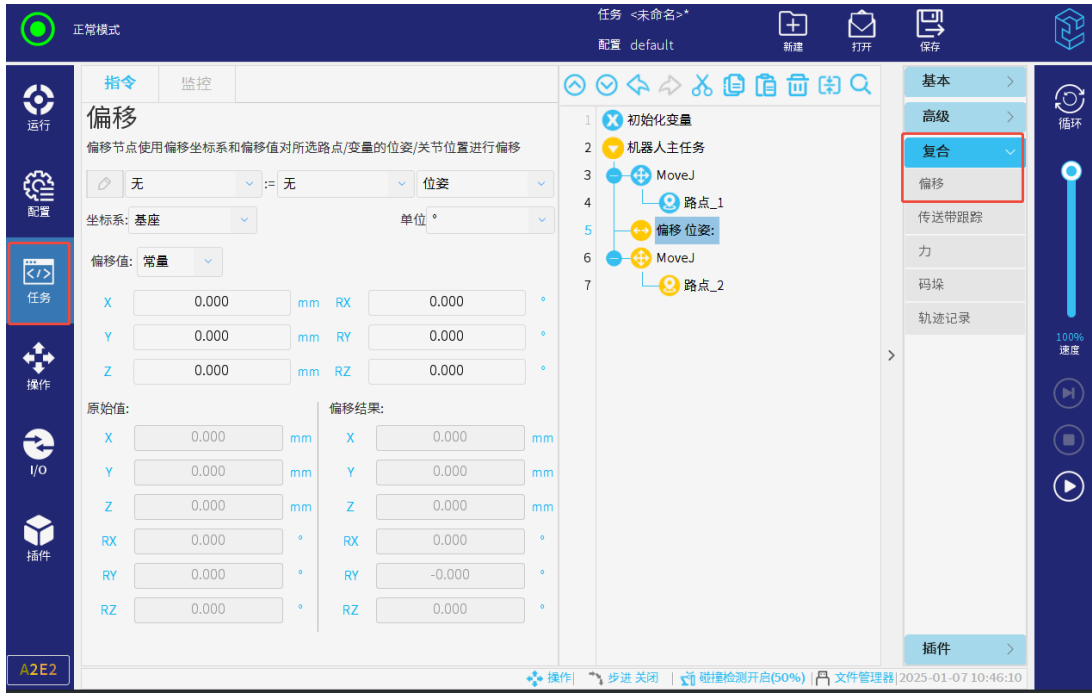 正常模式
任务 <未命名>*
配置 default
新建
打开
保存
运行
配置
任务
操作
I/O
插件
A2E2
指令 监控
偏移
偏移节点使用偏移坐标系和偏移值对所选路点/变量的位姿/关节位置进行偏移
无 := 无 位姿
坐标系: 基座 单位 °
偏移值: 常量
X 0.000 mm RX 0.000 °
Y 0.000 mm RY 0.000 °
Z 0.000 mm RZ 0.000 °
原始值: 偏移结果:
X 0.000 mm X 0.000 mm
Y 0.000 mm Y 0.000 mm
Z 0.000 mm Z 0.000 mm
RX 0.000 ° RX 0.000 °
RY 0.000 ° RY -0.000 °
RZ 0.000 ° RZ 0.000 °
1 初始化变量
2 机器人主任务
3 MoveJ
4 路点_1
5 偏移 位姿:
6 MoveJ
7 路点_2
基本
高级
复合
偏移
传送带跟踪
力
码垛
轨迹记录
插件
循环
100%
速度
操作 步进 关闭 碰撞检测开启(50%) 文件管理器 2025-01-07 10:46:10